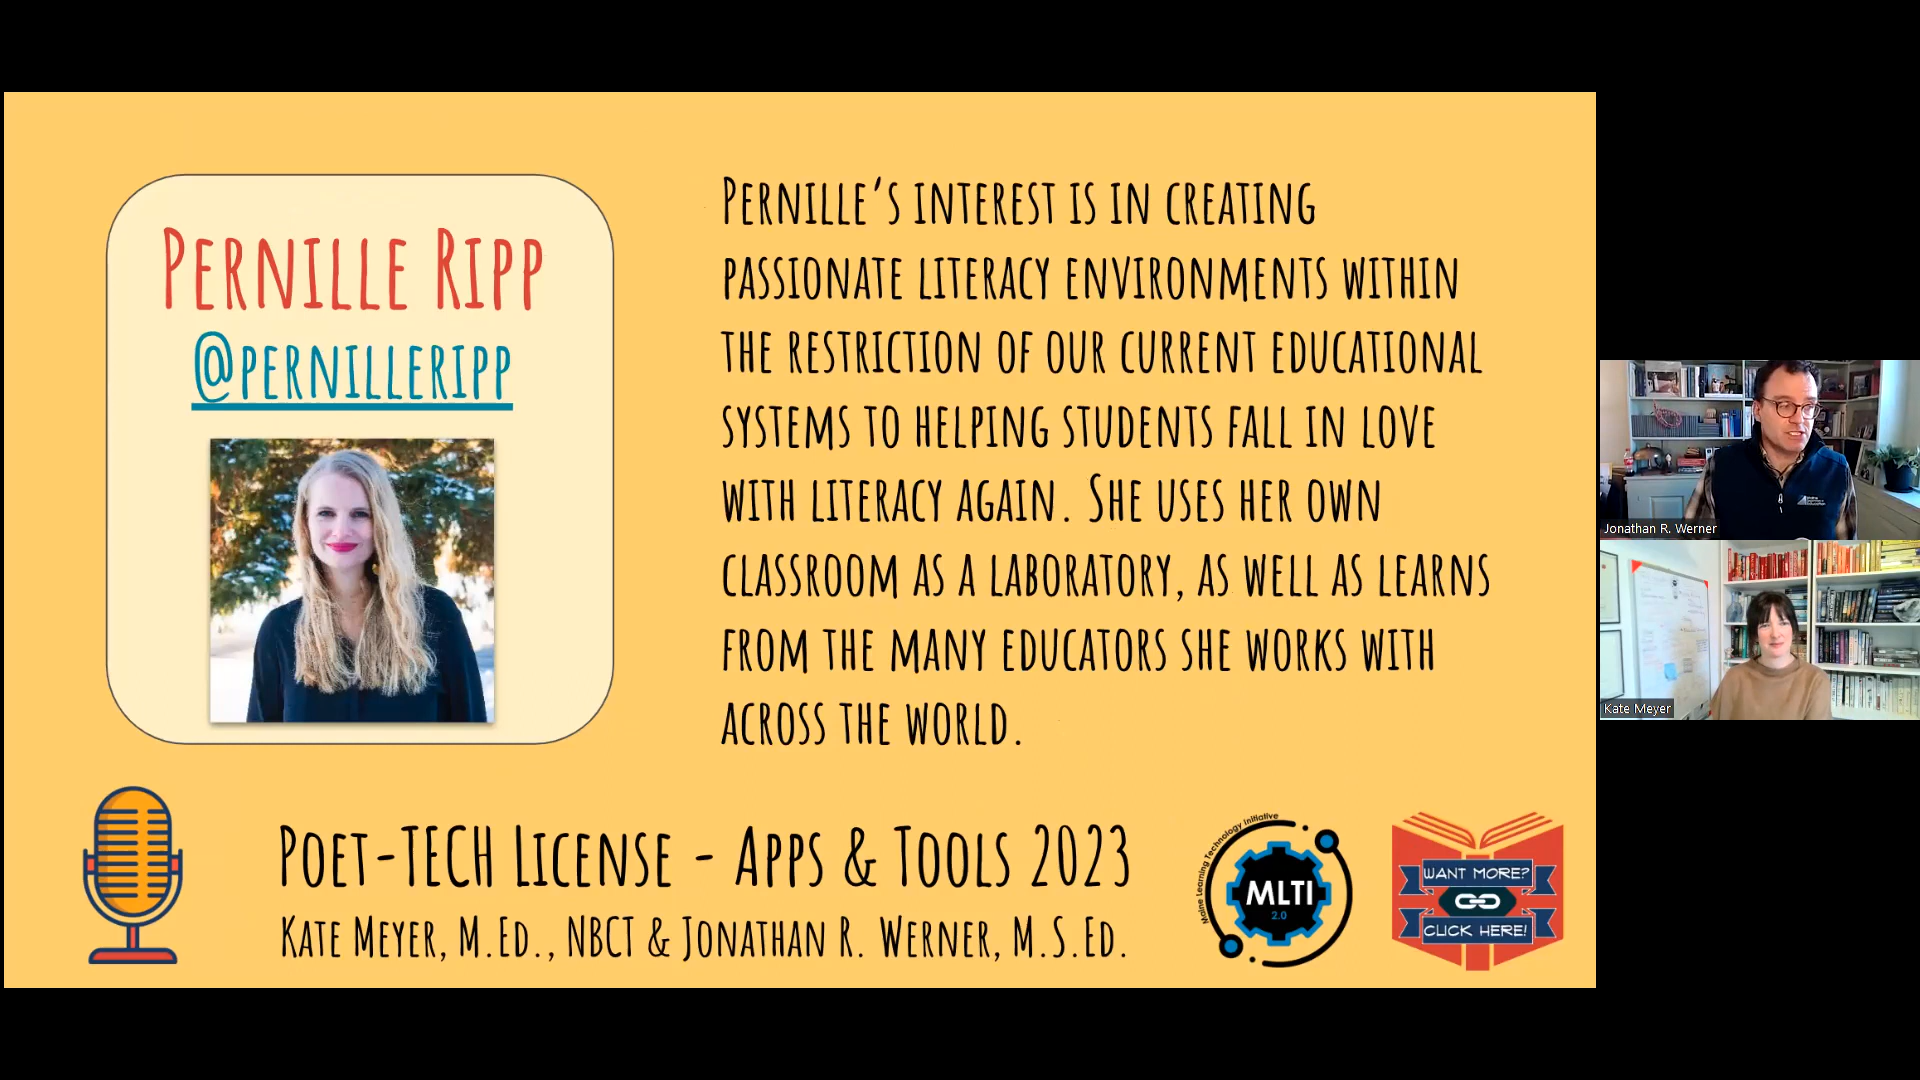 Pernille Ripp
@pernilleripp
Pernille's interest is in creating
passionate literacy environments within
the restriction of our current educational
systems to helping students fall in love
with literacy again. She uses her own
classroom as a laboratory, as well as learns
from the many educators she works with
across the world.
Poet-TECH License - Apps & Tools 2023
Kate Meyer, M.Ed., NBCT & Jonathan R. Werner, M.S.Ed.
Maine Learning Technology Initiative
MLTI
2.0
WANT MORE?
CLICK HERE!
Jonathan R. Werner
Kate Meyer